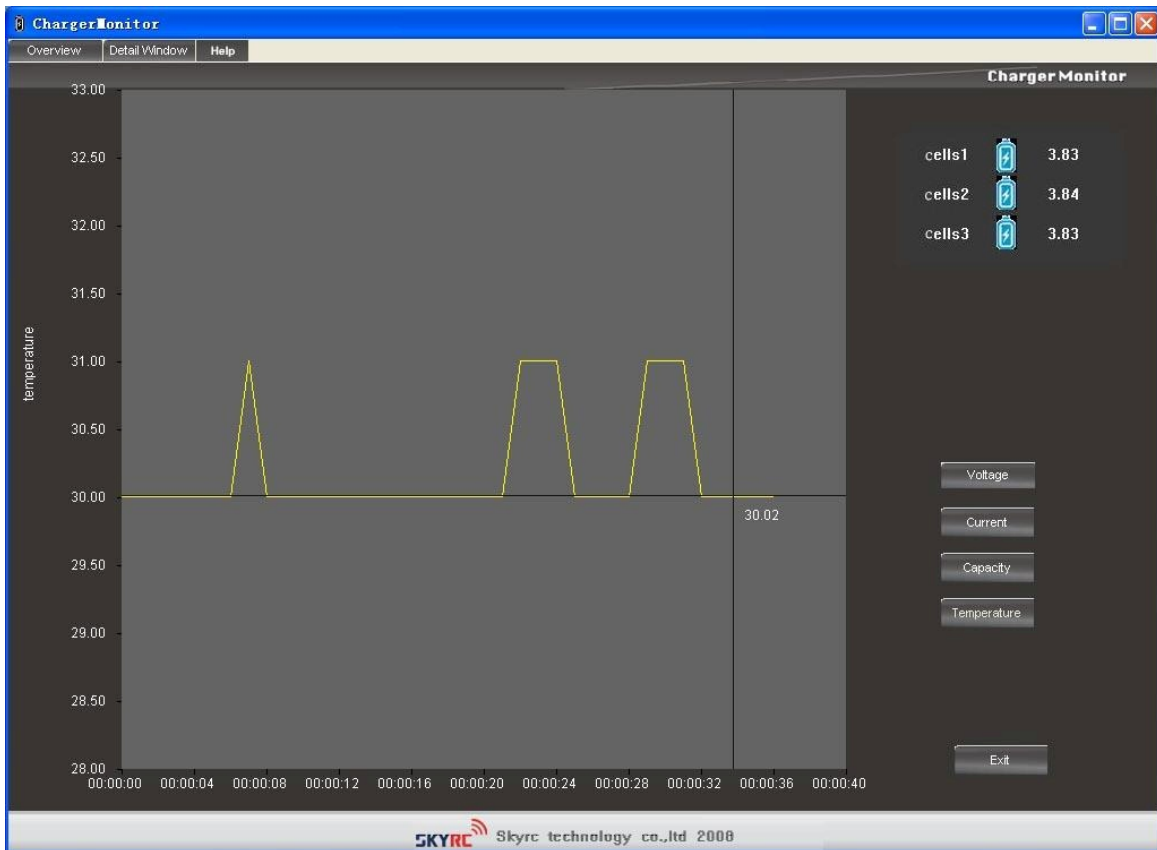 ChargerMonitor
Overview Detail Window Help
ChargerMonitor
33.00
32.50
32.00
31.50
31.00
30.50
30.00
29.50
29.00
28.50
28.00
temperature
30.02
00:00:00 00:00:04 00:00:08 00:00:12 00:00:16 00:00:20 00:00:24 00:00:28 00:00:32 00:00:36 00:00:40
cells1 3.83
cells2 3.84
cells3 3.83
Voltage
Current
Capacity
Temperature
Exit
SKYRC Skyrc technology co.,ltd 2008